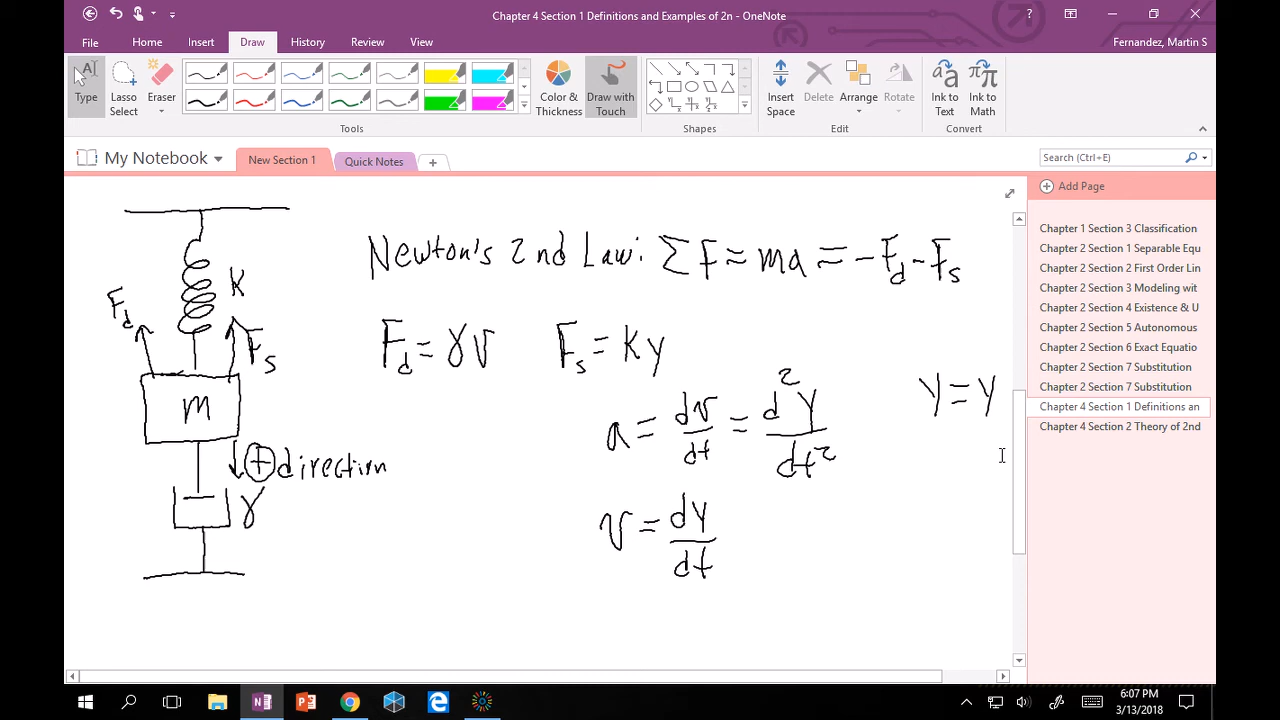 Chapter 4 Section 1 Definitions and Examples of 2n - OneNote
?
File Home Insert Draw History Review View
Fernandez, Martin S
Type
Lasso Select
Eraser
Color & Thickness
Draw with Touch
Insert Space
Delete
Arrange
Rotate
Ink to Text
Ink to Math
Tools
Shapes
Edit
Convert
My Notebook
New Section 1
Quick Notes
+
Search (Ctrl+E)
Add Page
Chapter 1 Section 3 Classification
Chapter 2 Section 1 Separable Equ
Chapter 2 Section 2 First Order Lin
Chapter 2 Section 3 Modeling wit
Chapter 2 Section 4 Existence & U
Chapter 2 Section 5 Autonomous
Chapter 2 Section 6 Exact Equatio
Chapter 2 Section 7 Substitution
Chapter 2 Section 7 Substitution
Chapter 4 Section 1 Definitions an
Chapter 4 Section 2 Theory of 2nd
Newton's 2nd Law: ΣF = ma = -F_d - F_s
K
F_d
F_s
m
+ direction
γ
F_d = γv F_s = Ky
a = dv/dt = d²y/dt²
y = y
v = dy/dt
6:07 PM
3/13/2018